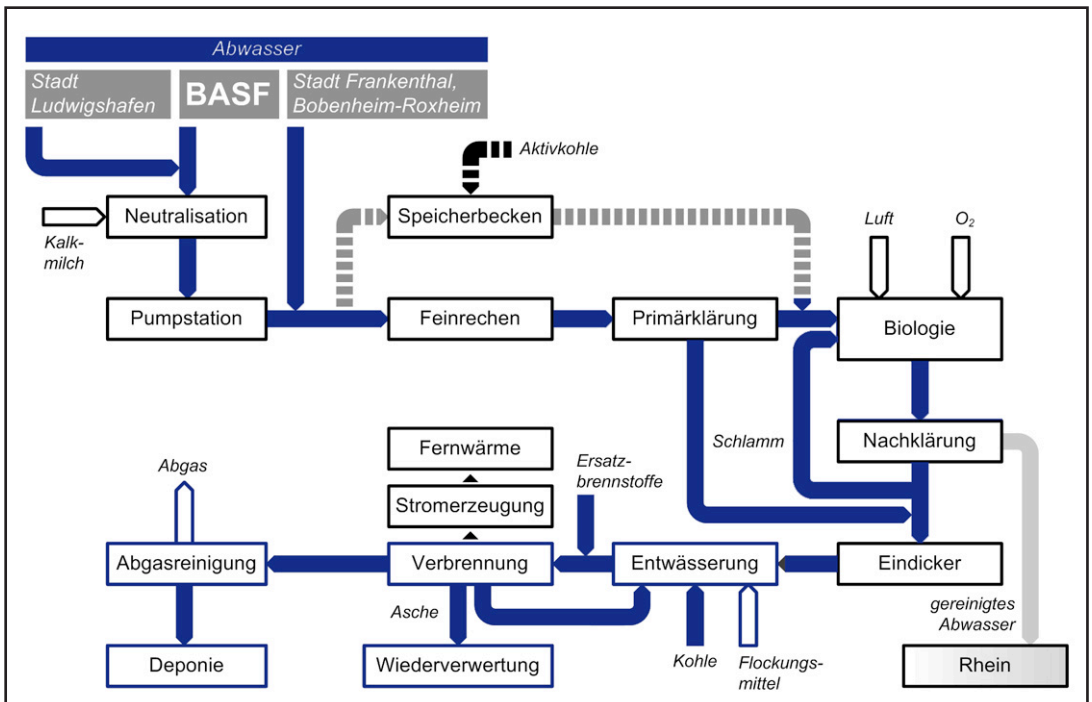 Abwasser
Stadt
Ludwigshafen
BASF
Stadt Frankenthal,
Bobenheim-Roxheim
Aktivkohle
Neutralisation
Speicherbecken
Kalk-
milch
Luft
O₂
Pumpstation
Feinrechen
Primärklärung
Biologie
Schlamm
Nachklärung
Fernwärme
Abgas
Ersatz-
brennstoffe
Stromerzeugung
Abgasreinigung
Verbrennung
Entwässerung
Eindicker
Asche
gereinigtes
Abwasser
Deponie
Wiederverwertung
Kohle
Flockungs-
mittel
Rhein